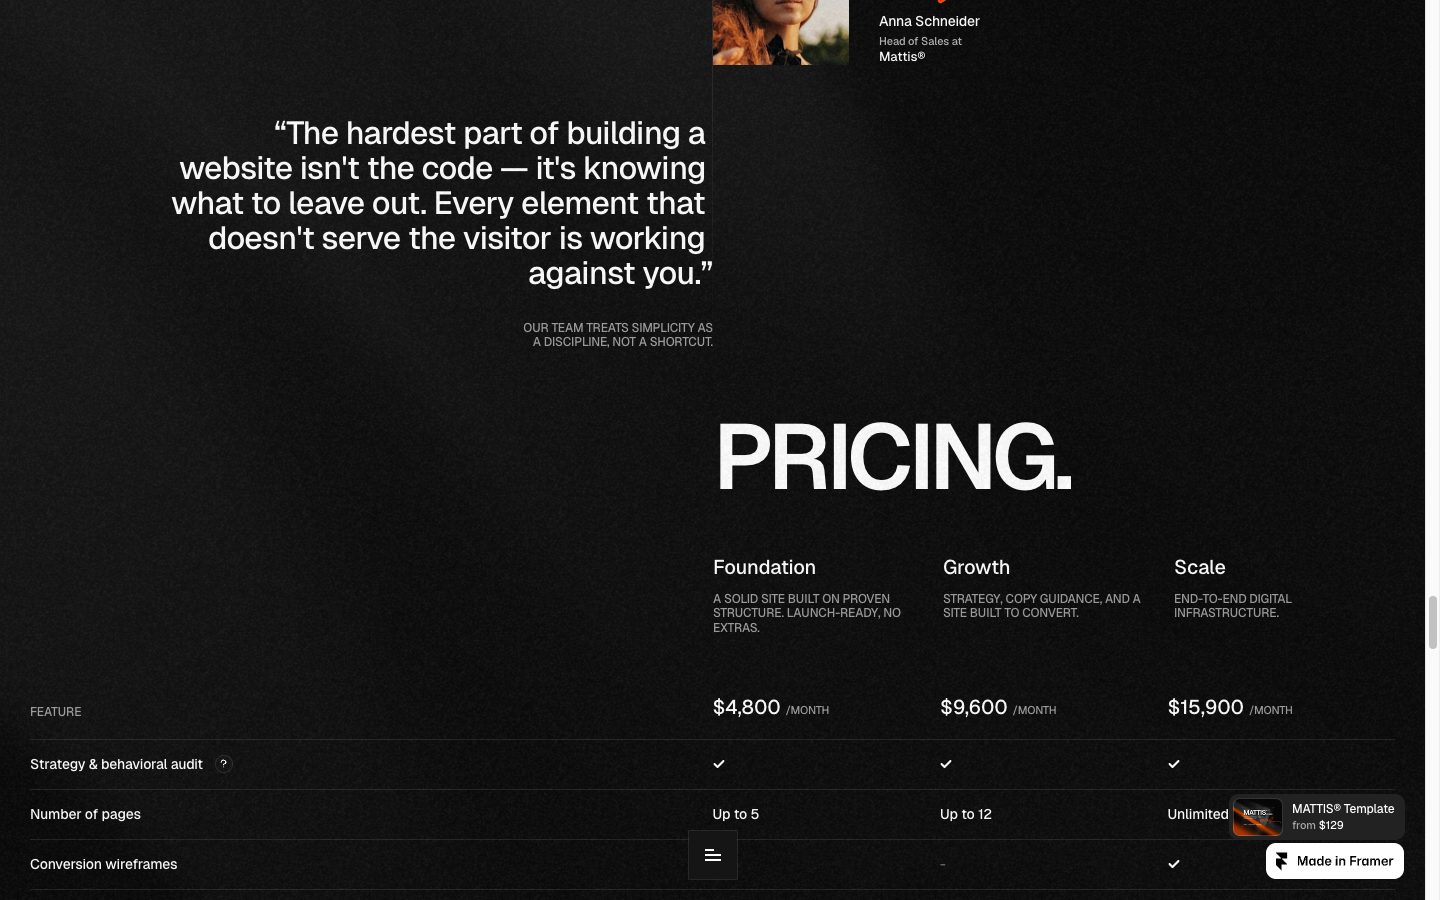 Anna Schneider
Head of Sales at
Mattis®
“The hardest part of building a
website isn't the code — it's knowing
what to leave out. Every element that
doesn't serve the visitor is working
against you.”
OUR TEAM TREATS SIMPLICITY AS
A DISCIPLINE, NOT A SHORTCUT.
PRICING.
Foundation
A SOLID SITE BUILT ON PROVEN
STRUCTURE. LAUNCH-READY, NO
EXTRAS.
Growth
STRATEGY, COPY GUIDANCE, AND A
SITE BUILT TO CONVERT.
Scale
END-TO-END DIGITAL
INFRASTRUCTURE.
FEATURE
$4,800 /MONTH
$9,600 /MONTH
$15,900 /MONTH
Strategy & behavioral audit ?
Number of pages
Up to 5
Up to 12
Unlimited
MATTIS® Template
from $129
Conversion wireframes
-
Made in Framer